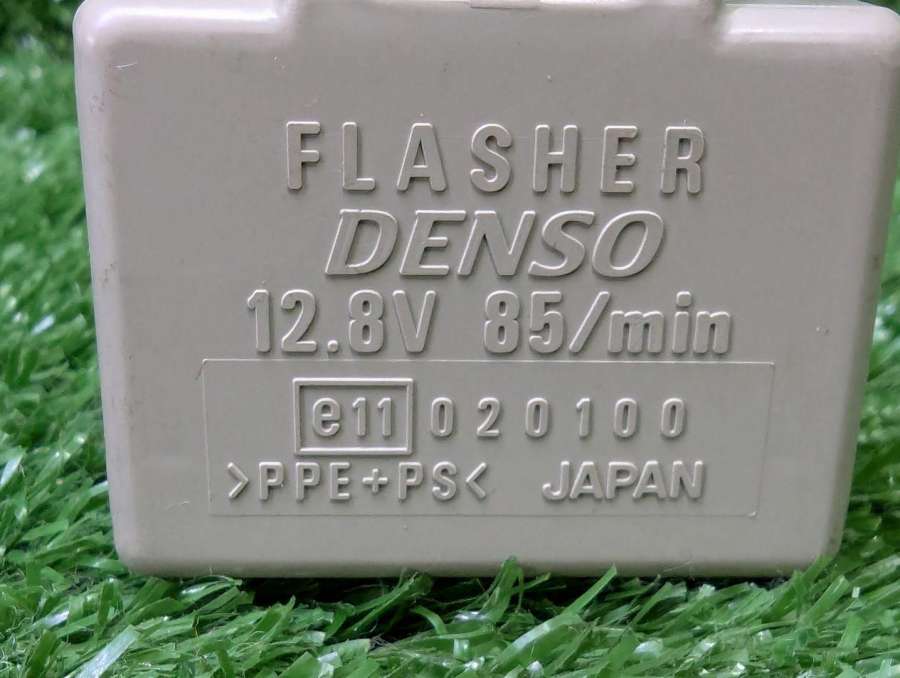 FLASHER
DENSO
12.8V 85/min
e11 020100
>PPE+PS< JAPAN